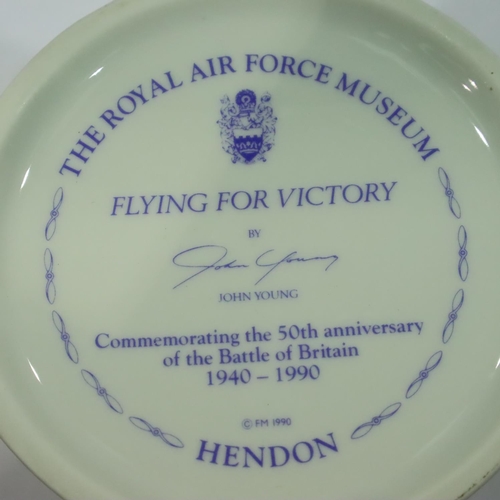 THE ROYAL AIR FORCE MUSEUM
FLYING FOR VICTORY
BY
John Young
JOHN YOUNG
Commemorating the 50th anniversary
of the Battle of Britain
1940 – 1990
© FM 1990
HENDON